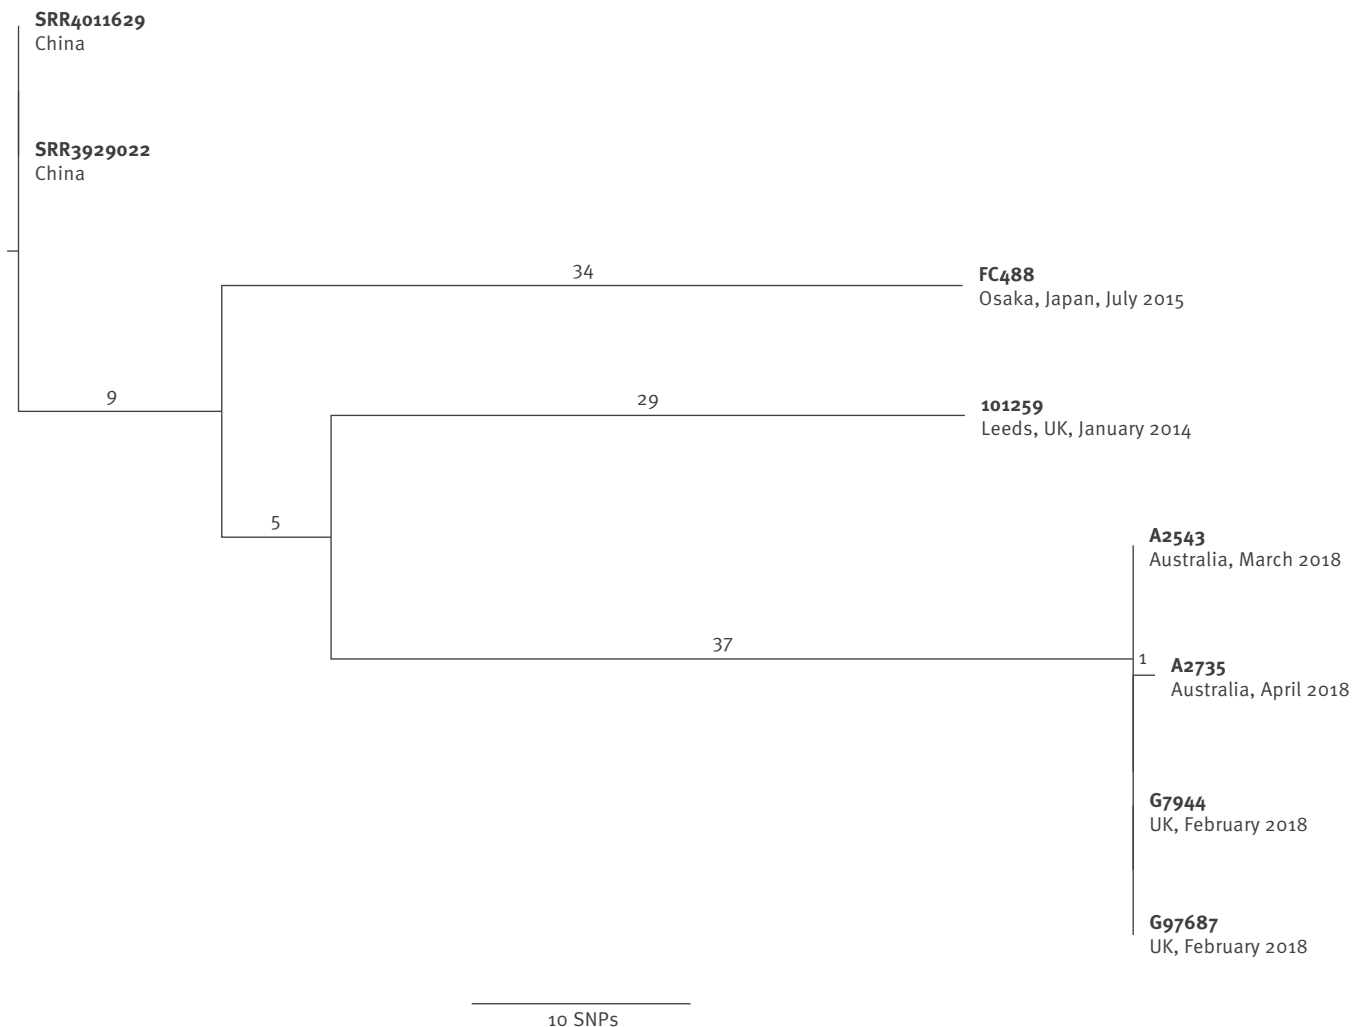 SRR4011629
China
SRR3929022
China
34
FC488
Osaka, Japan, July 2015
9
29
101259
Leeds, UK, January 2014
5
A2543
Australia, March 2018
37
1
A2735
Australia, April 2018
G7944
UK, February 2018
G97687
UK, February 2018
10 SNPs